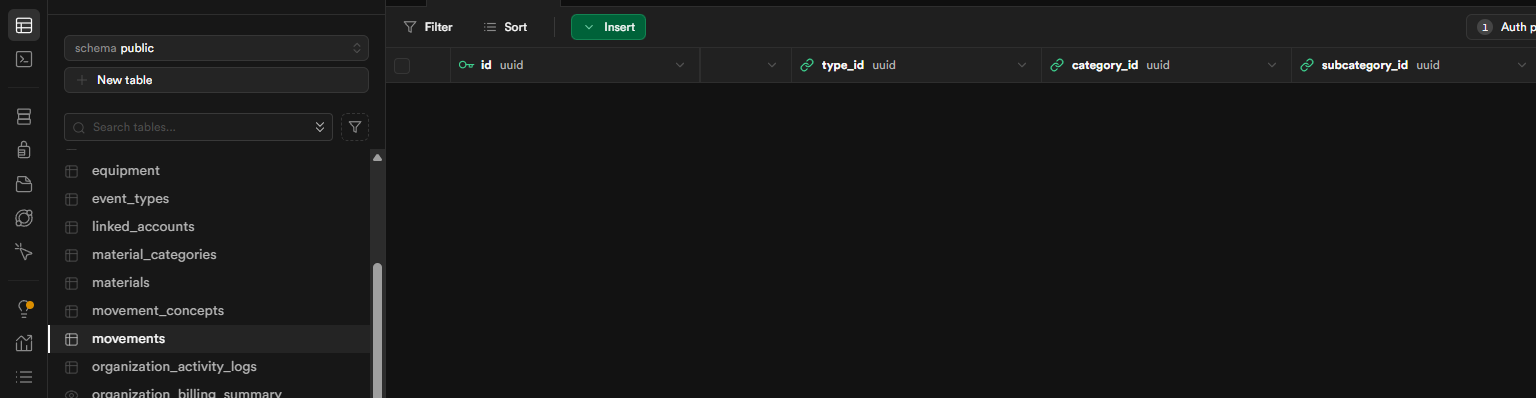 schema public
New table
Search tables...
equipment
event_types
linked_accounts
material_categories
materials
movement_concepts
movements
organization_activity_logs
organization_billing_summary
Filter
Sort
Insert
1 Auth p
id uuid
type_id uuid
category_id uuid
subcategory_id uuid